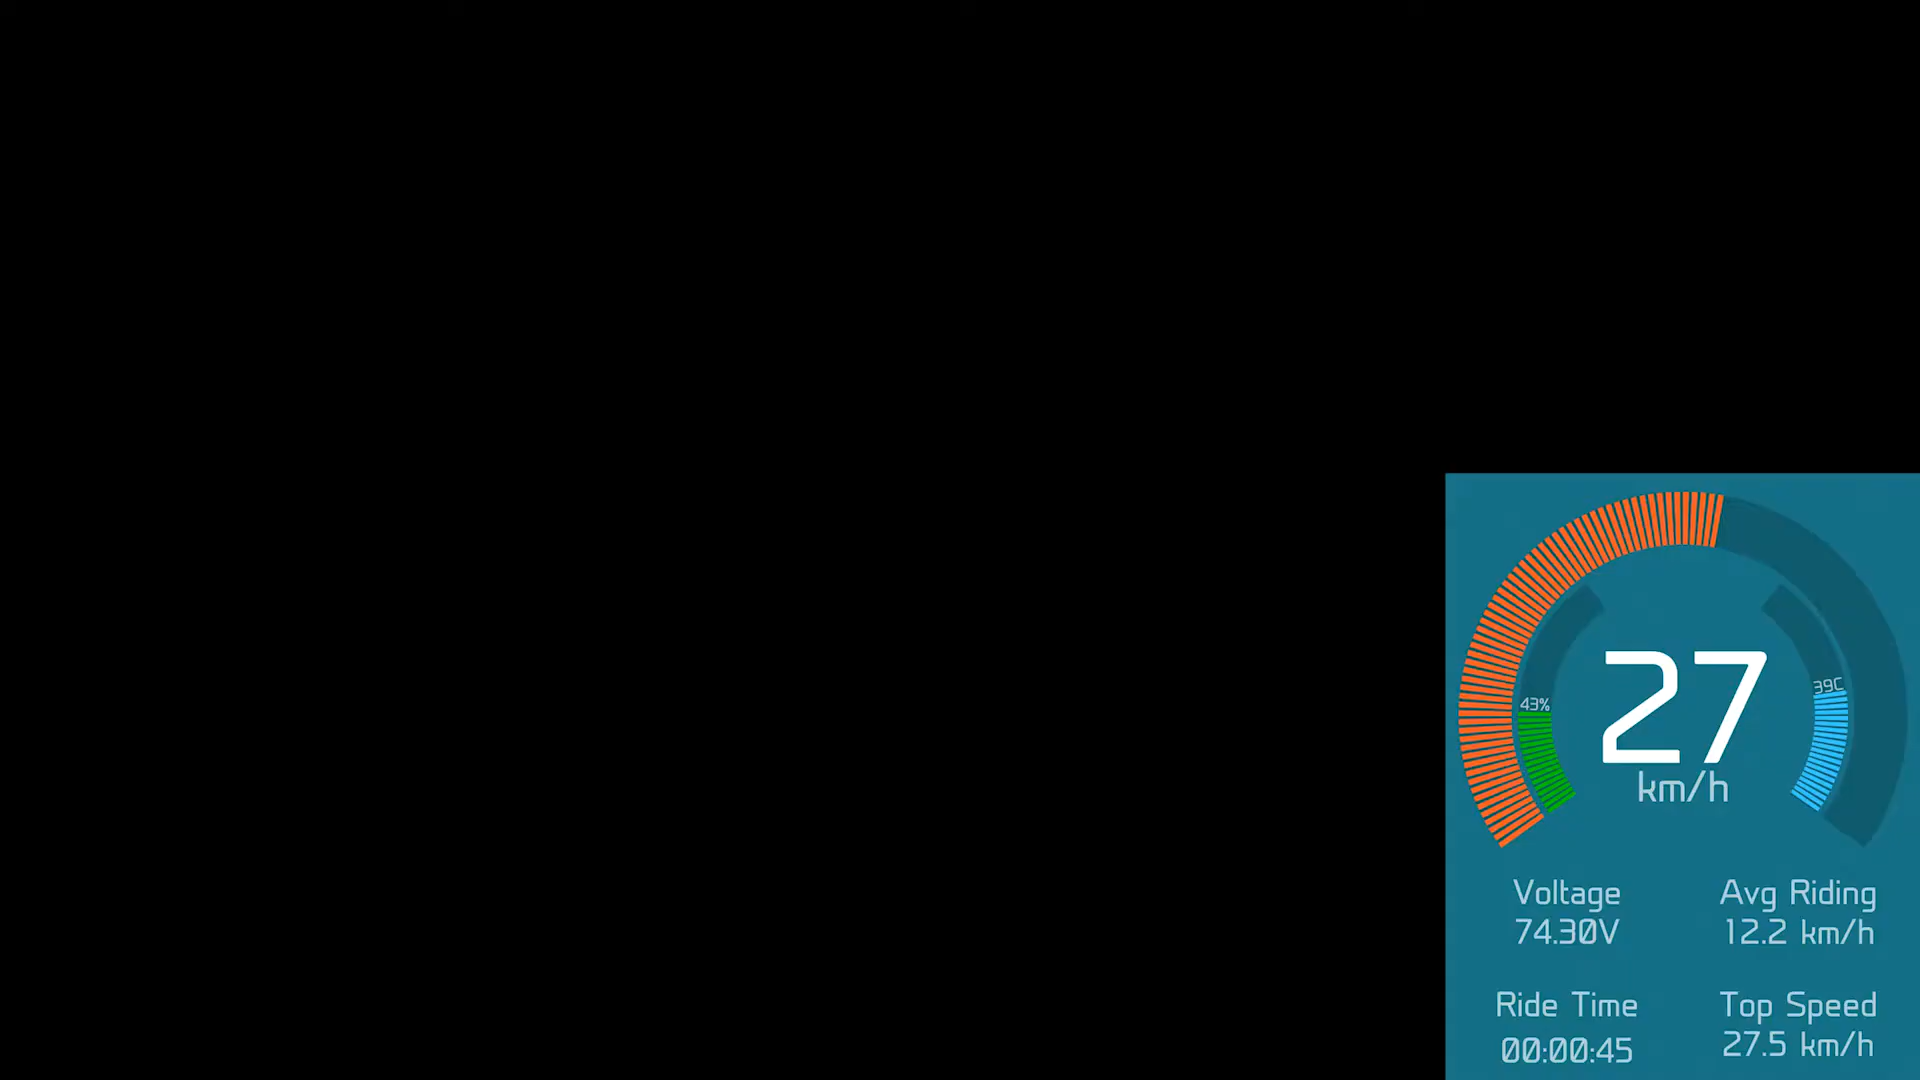 39C
43%
27
km/h
Voltage
74.30V
Avg Riding
12.2 km/h
Ride Time
00:00:45
Top Speed
27.5 km/h